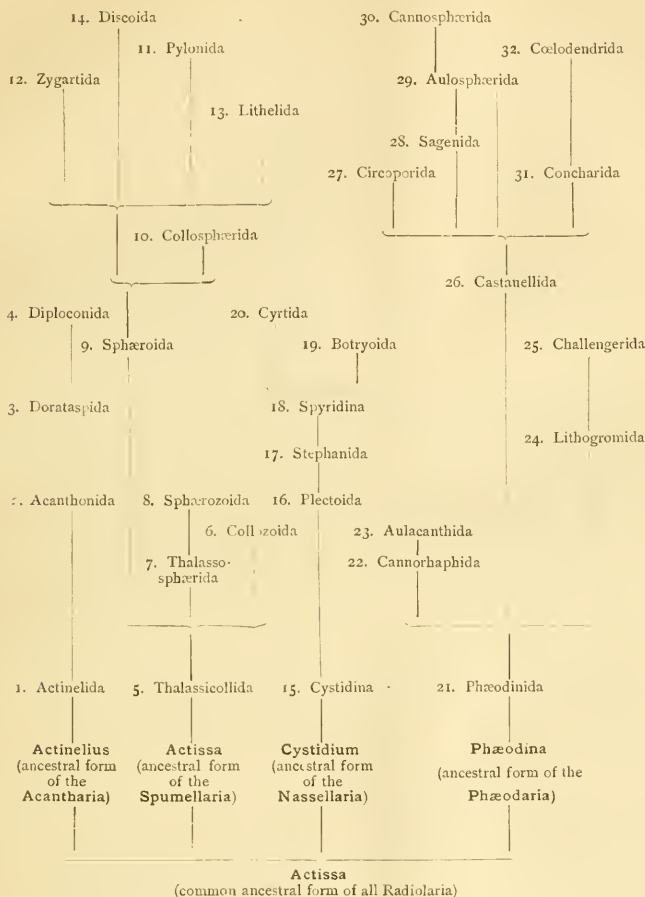 14. Discoida
30. Cannosphærida
11. Pylonida
32. Cœlodendrida
12. Zygartida
29. Aulosphærida
13. Lithelida
28. Sagenida
27. Circoporida
31. Concharida
10. Collosphærida
26. Castanellida
4. Diploconida
20. Cyrtida
9. Sphæroida
19. Botryoida
25. Challengerida
3. Dorataspida
18. Spyridina
24. Lithogromida
17. Stephanida
Acanthonida
8. Sphærozoida
16. Plectoida
6. Collozoida
23. Aulacanthida
7. Thalasso-
sphærida
22. Cannorhaphida
1. Actinelida
5. Thalassicollida
15. Cystidina
21. Phæodinida
Actinelius
(ancestral form
of the
Acantharia)
Actissa
(ancestral form
of the
Spumellaria)
Cystidium
(ancestral form
of the
Nassellaria)
Phæodina
(ancestral form of the
Phæodaria)
Actissa
(common ancestral form of all Radiolaria)